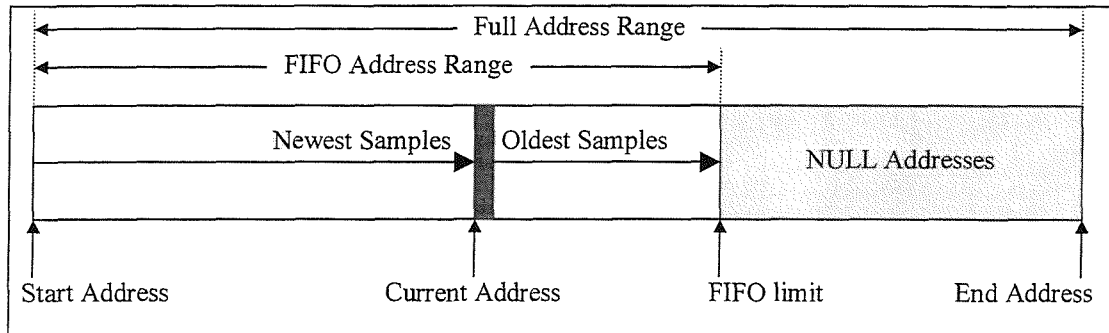 Full Address Range
FIFO Address Range
Newest Samples
Oldest Samples
NULL Addresses
Start Address
Current Address
FIFO limit
End Address